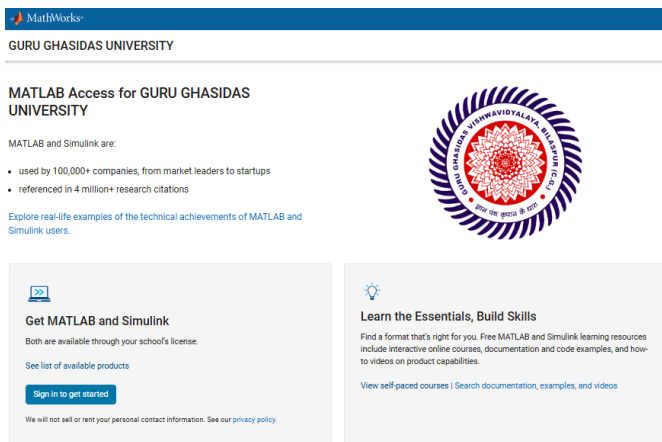 MathWorks®
GURU GHASIDAS UNIVERSITY
MATLAB Access for GURU GHASIDAS
UNIVERSITY
MATLAB and Simulink are:
• used by 100,000+ companies, from market leaders to startups
• referenced in 4 million+ research citations
Explore real-life examples of the technical achievements of MATLAB and
Simulink users.
GURU GHASIDAS VISHWAVIDYALAYA, BILASPUR (C.G.)
ज्ञान पंथ कृपान कै धारा
Get MATLAB and Simulink
Both are available through your school's license.
See list of available products
Sign in to get started
We will not sell or rent your personal contact information. See our privacy policy.
Learn the Essentials, Build Skills
Find a format that's right for you. Free MATLAB and Simulink learning resources
include interactive online courses, documentation and code examples, and how-
to videos on product capabilities.
View self-paced courses | Search documentation, examples, and videos